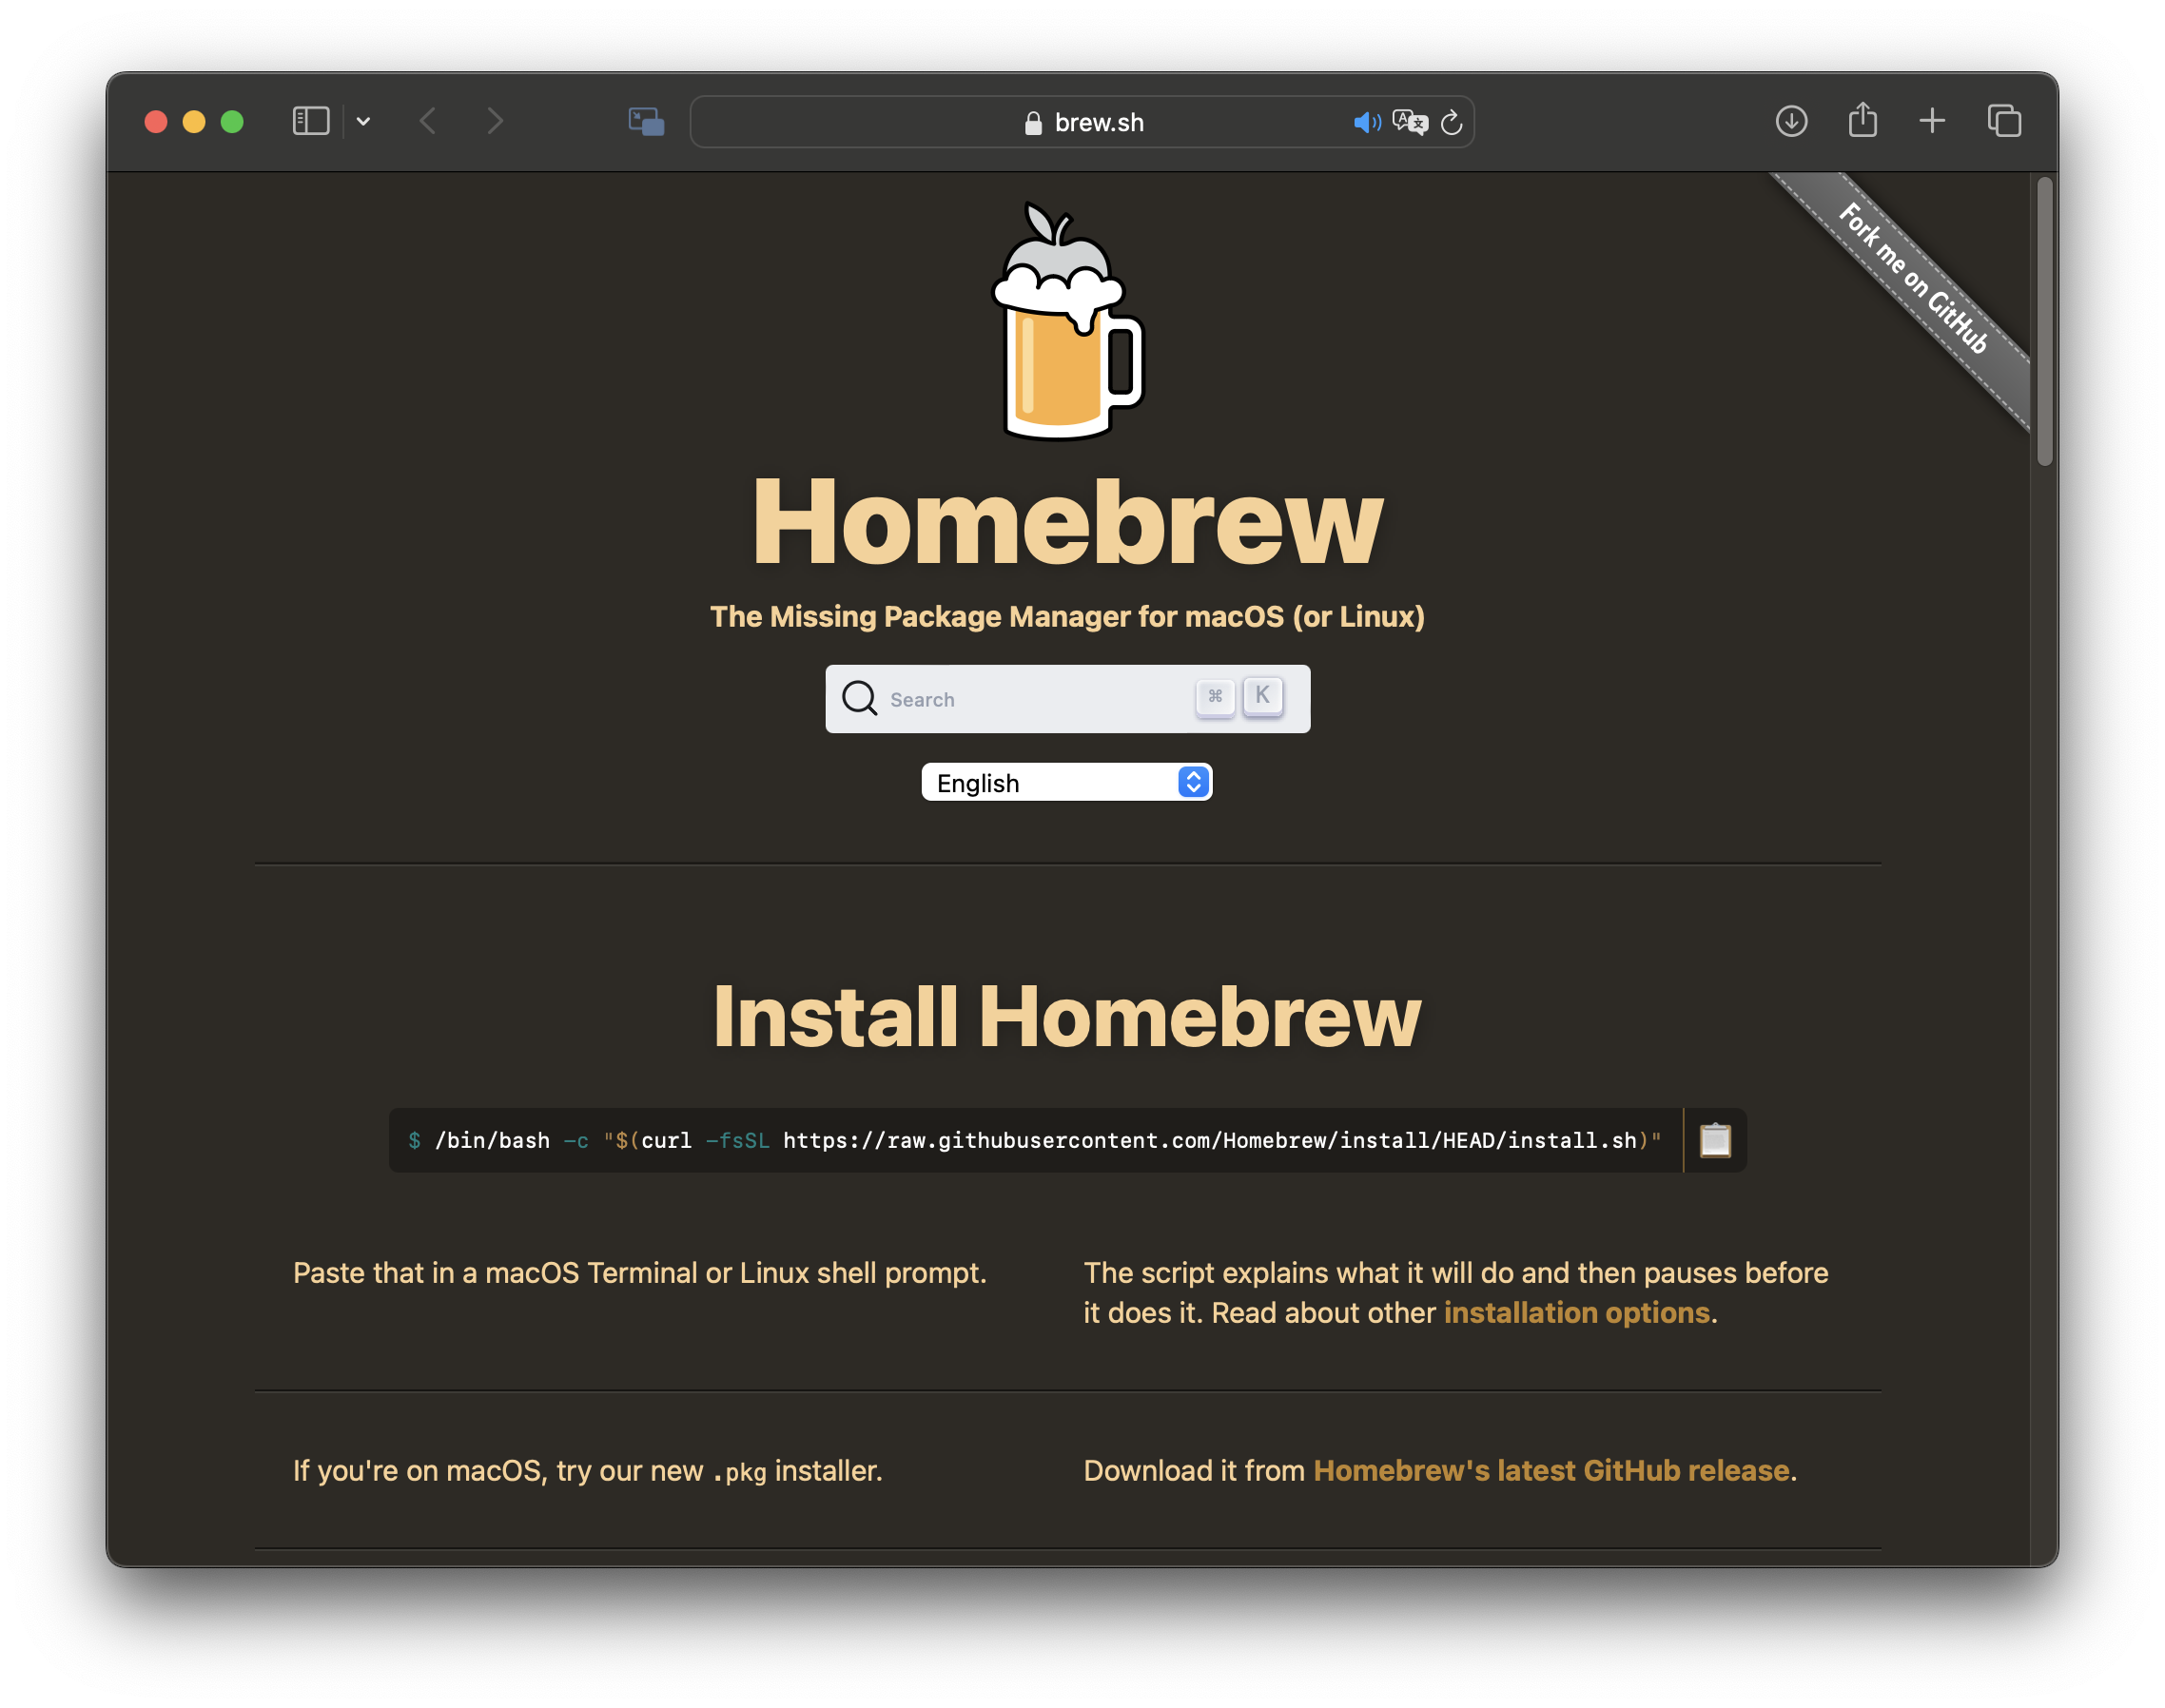 brew.sh
Fork me on GitHub
Homebrew
The Missing Package Manager for macOS (or Linux)
Search ⌘ K
English
Install Homebrew
$ /bin/bash -c "$(curl -fsSL https://raw.githubusercontent.com/Homebrew/install/HEAD/install.sh)"
Paste that in a macOS Terminal or Linux shell prompt.
The script explains what it will do and then pauses before
it does it. Read about other installation options.
If you're on macOS, try our new .pkg installer.
Download it from Homebrew's latest GitHub release.